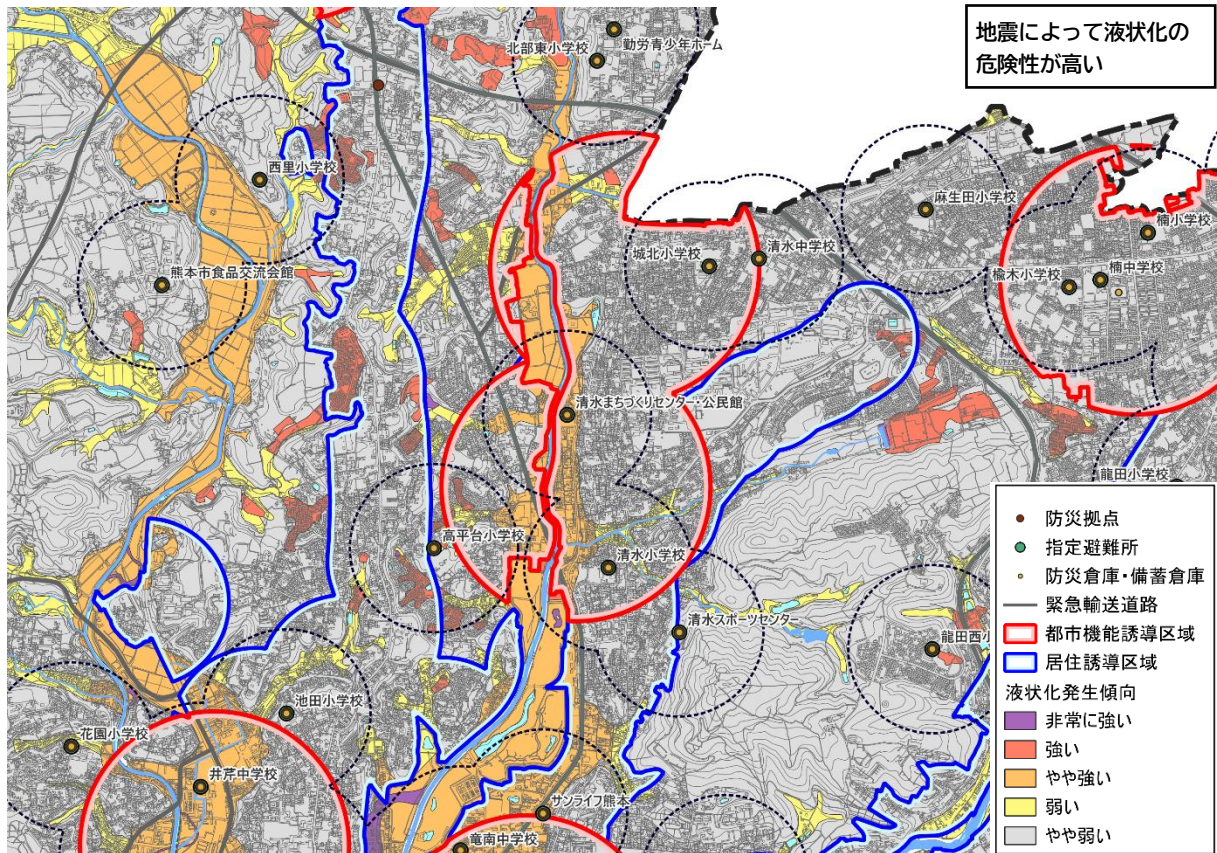 地震によって液状化の
危険性が高い
北部東小学校
勤労青少年ホーム
西里小学校
熊本市食品交流会館
城北小学校
清水中学校
麻生田小学校
楠小学校
楡木小学校
楠中学校
清水まちづくりセンター・公民館
高平台小学校
清水小学校
清水スポーツセンター
龍田小学校
龍田西小
池田小学校
花園小学校
井芹中学校
サンライフ熊本
竜南中学校
防災拠点
指定避難所
防災倉庫・備蓄倉庫
緊急輸送道路
都市機能誘導区域
居住誘導区域
液状化発生傾向
非常に強い
強い
やや強い
弱い
やや弱い